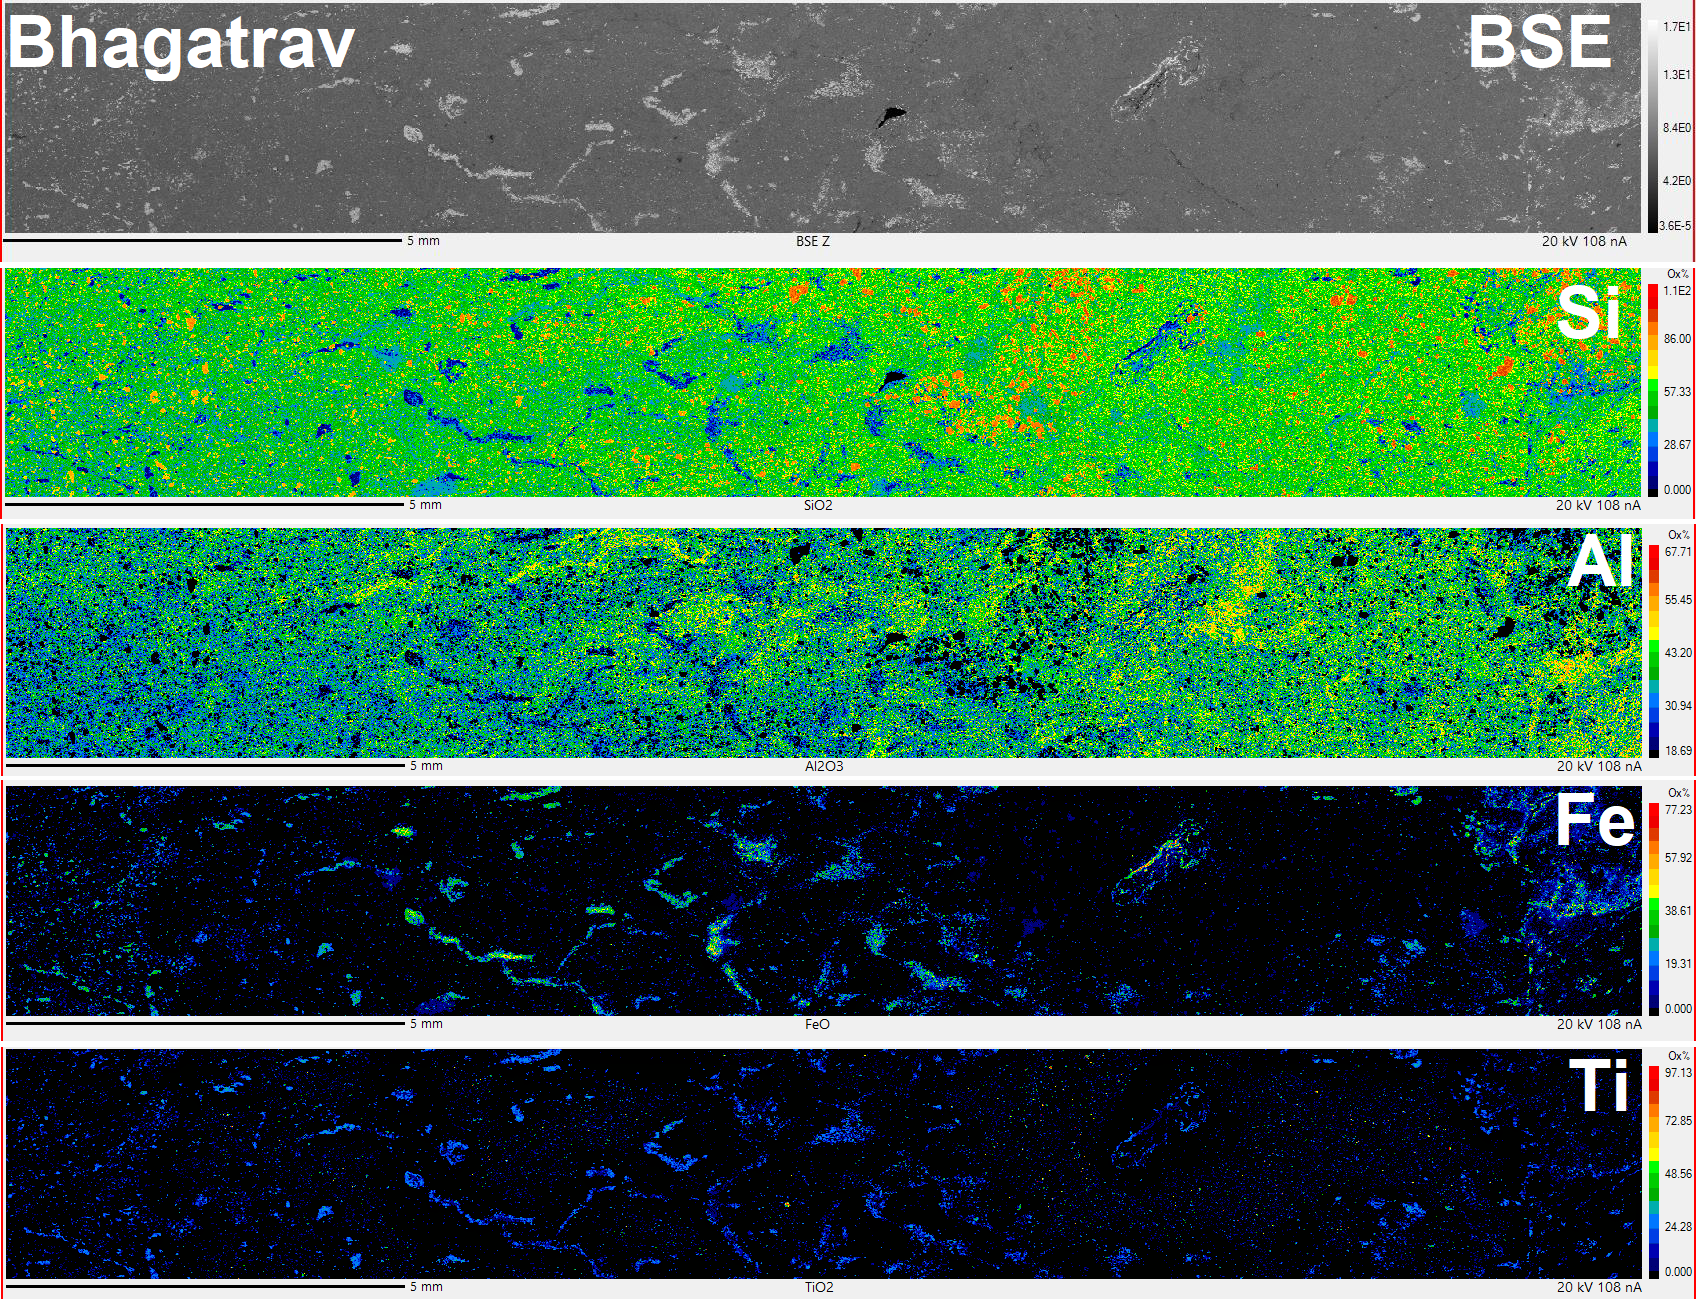 Bhagatrav
BSE
1.7E1
1.3E1
8.4E0
4.2E0
3.6E-5
5 mm
BSE Z
20 kV 108 nA
Si
Ox%
1.1E2
86.00
57.33
28.67
0.000
5 mm
SiO2
20 kV 108 nA
Al
Ox%
67.71
55.45
43.20
30.94
18.69
5 mm
Al2O3
20 kV 108 nA
Fe
Ox%
77.23
57.92
38.61
19.31
0.000
5 mm
FeO
20 kV 108 nA
Ti
Ox%
97.13
72.85
48.56
24.28
0.000
5 mm
TiO2
20 kV 108 nA